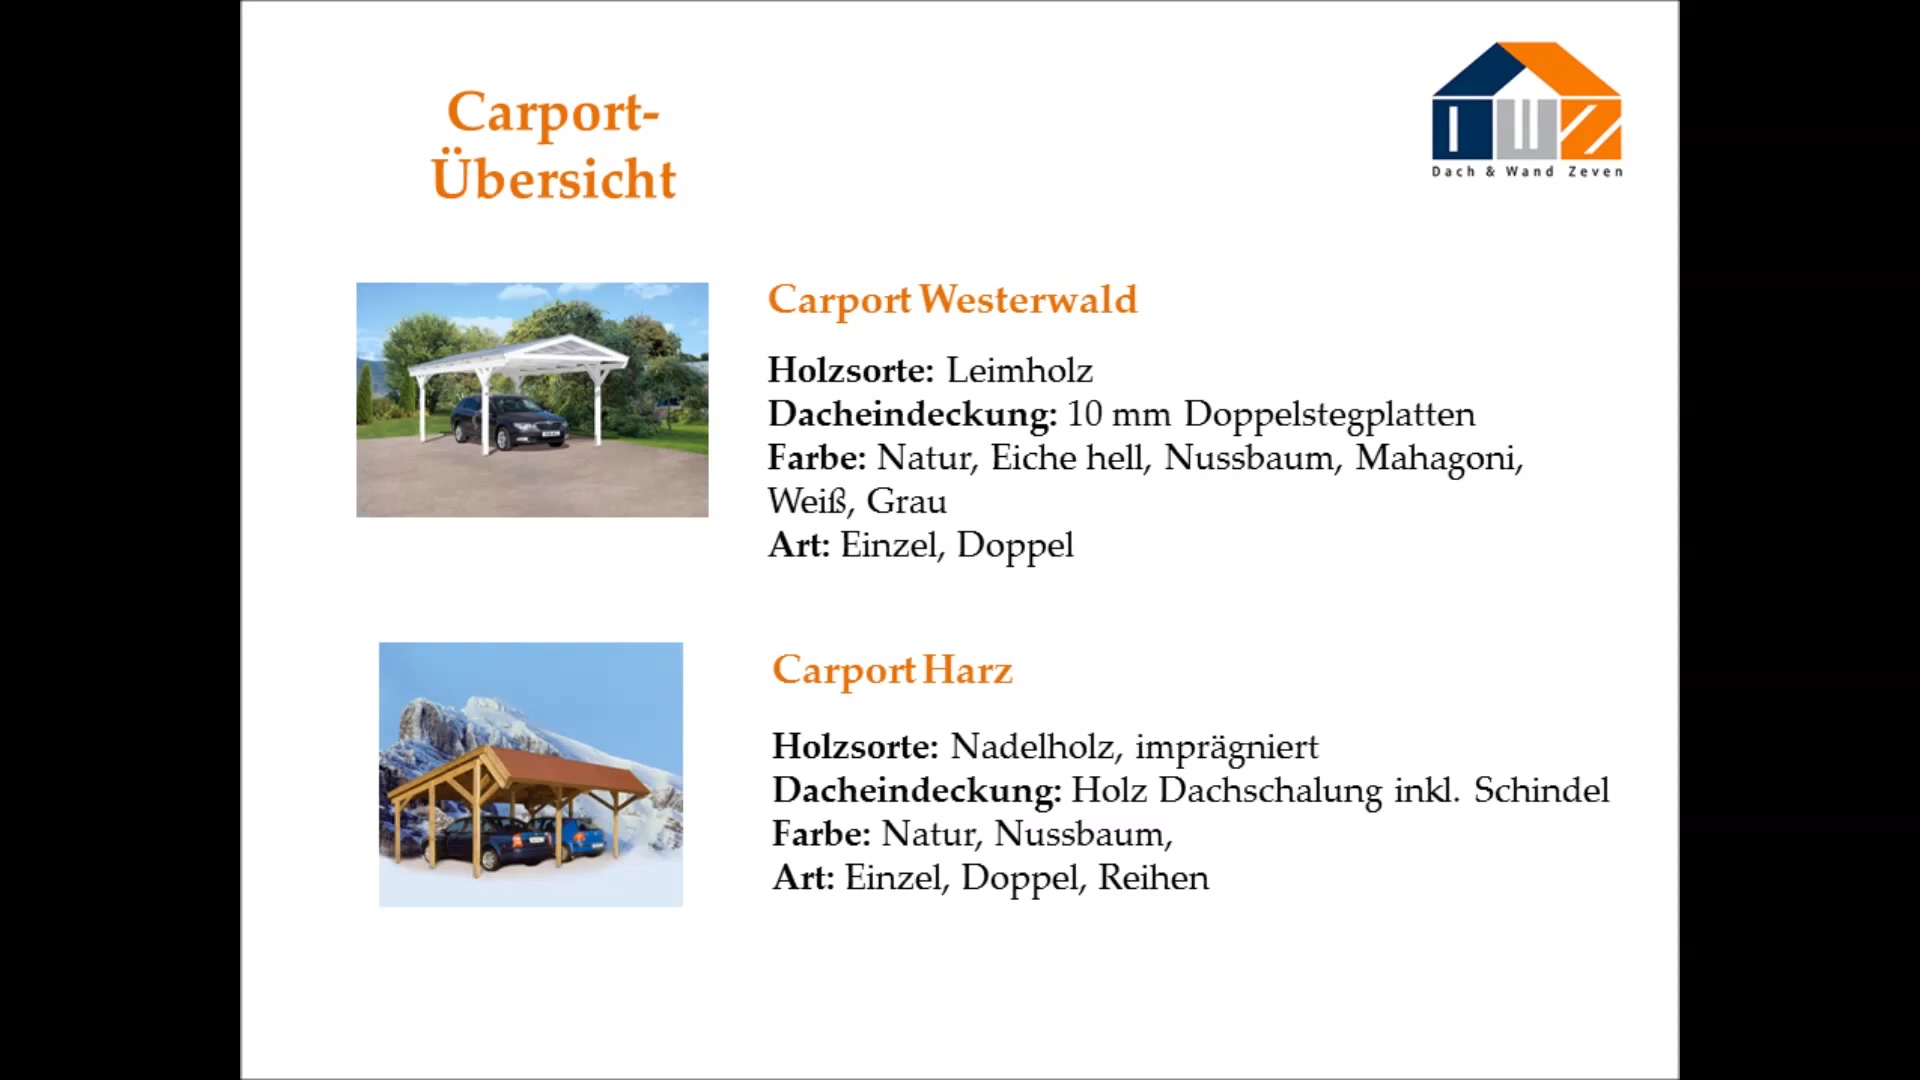 Carport-
Übersicht
Dach & Wand Zeven
Carport Westerwald
Holzsorte: Leimholz
Dacheindeckung: 10 mm Doppelstegplatten
Farbe: Natur, Eiche hell, Nussbaum, Mahagoni,
Weiß, Grau
Art: Einzel, Doppel
Carport Harz
Holzsorte: Nadelholz, imprägniert
Dacheindeckung: Holz Dachschalung inkl. Schindel
Farbe: Natur, Nussbaum,
Art: Einzel, Doppel, Reihen